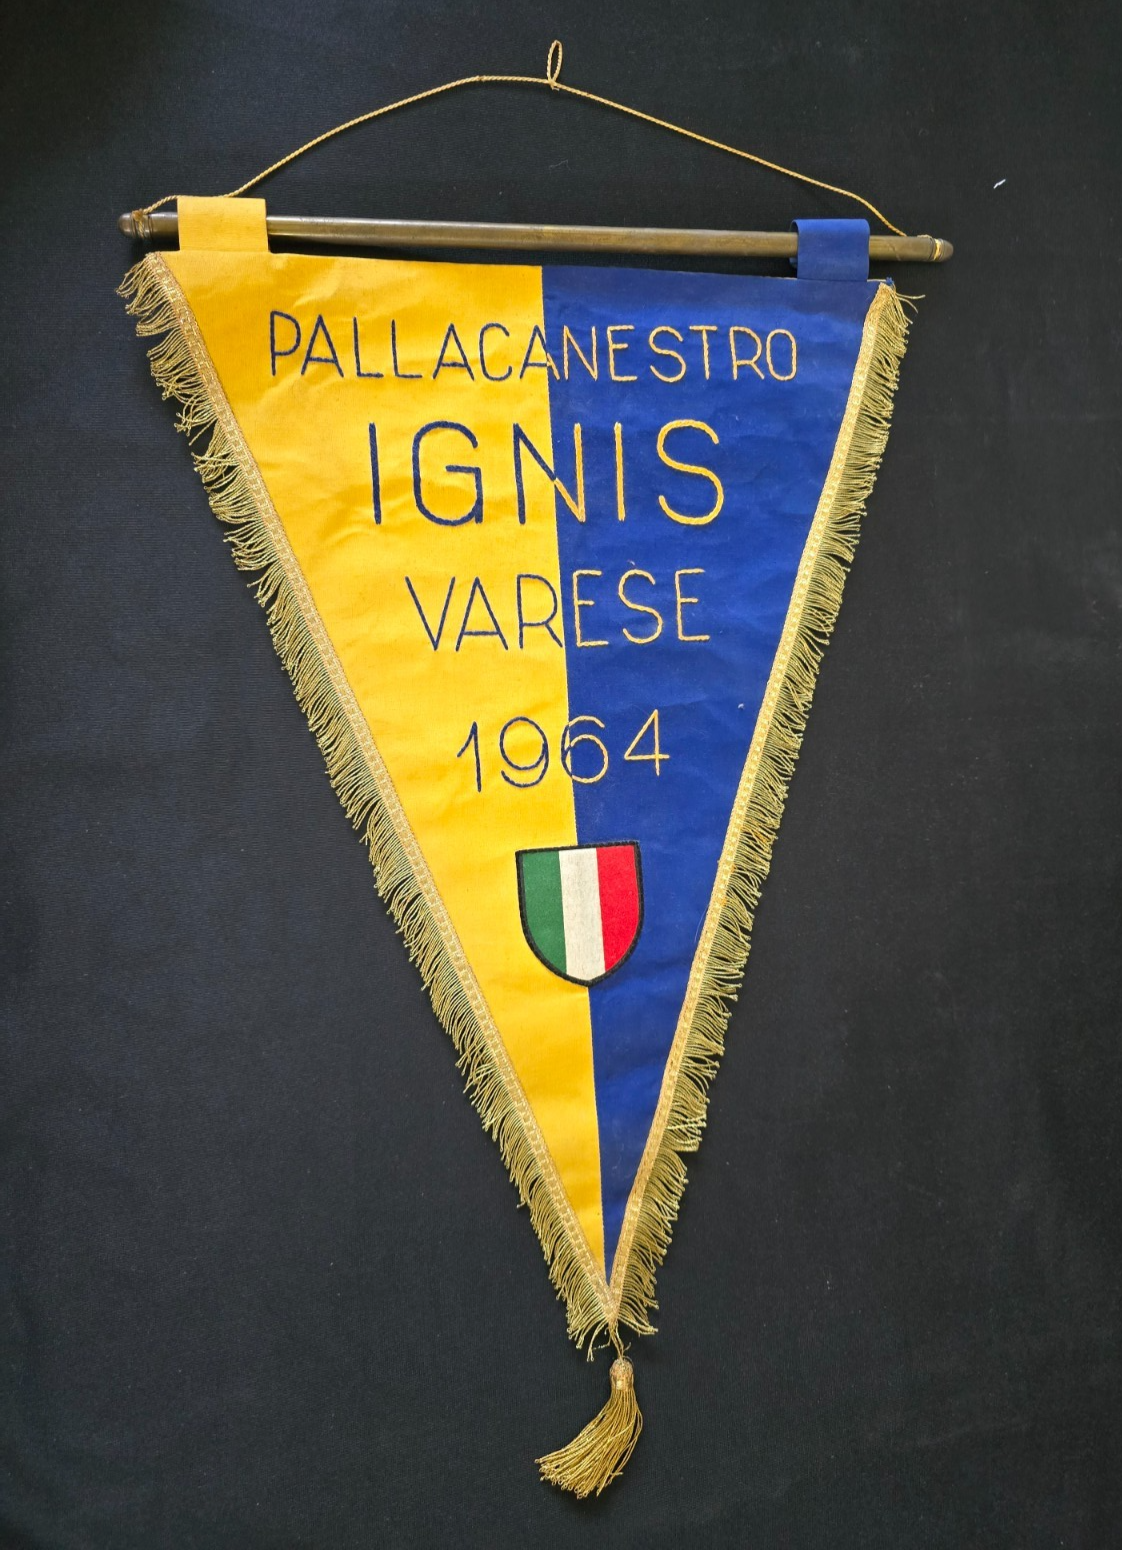 PALLACANESTRO
IGNIS
VARESE
1964